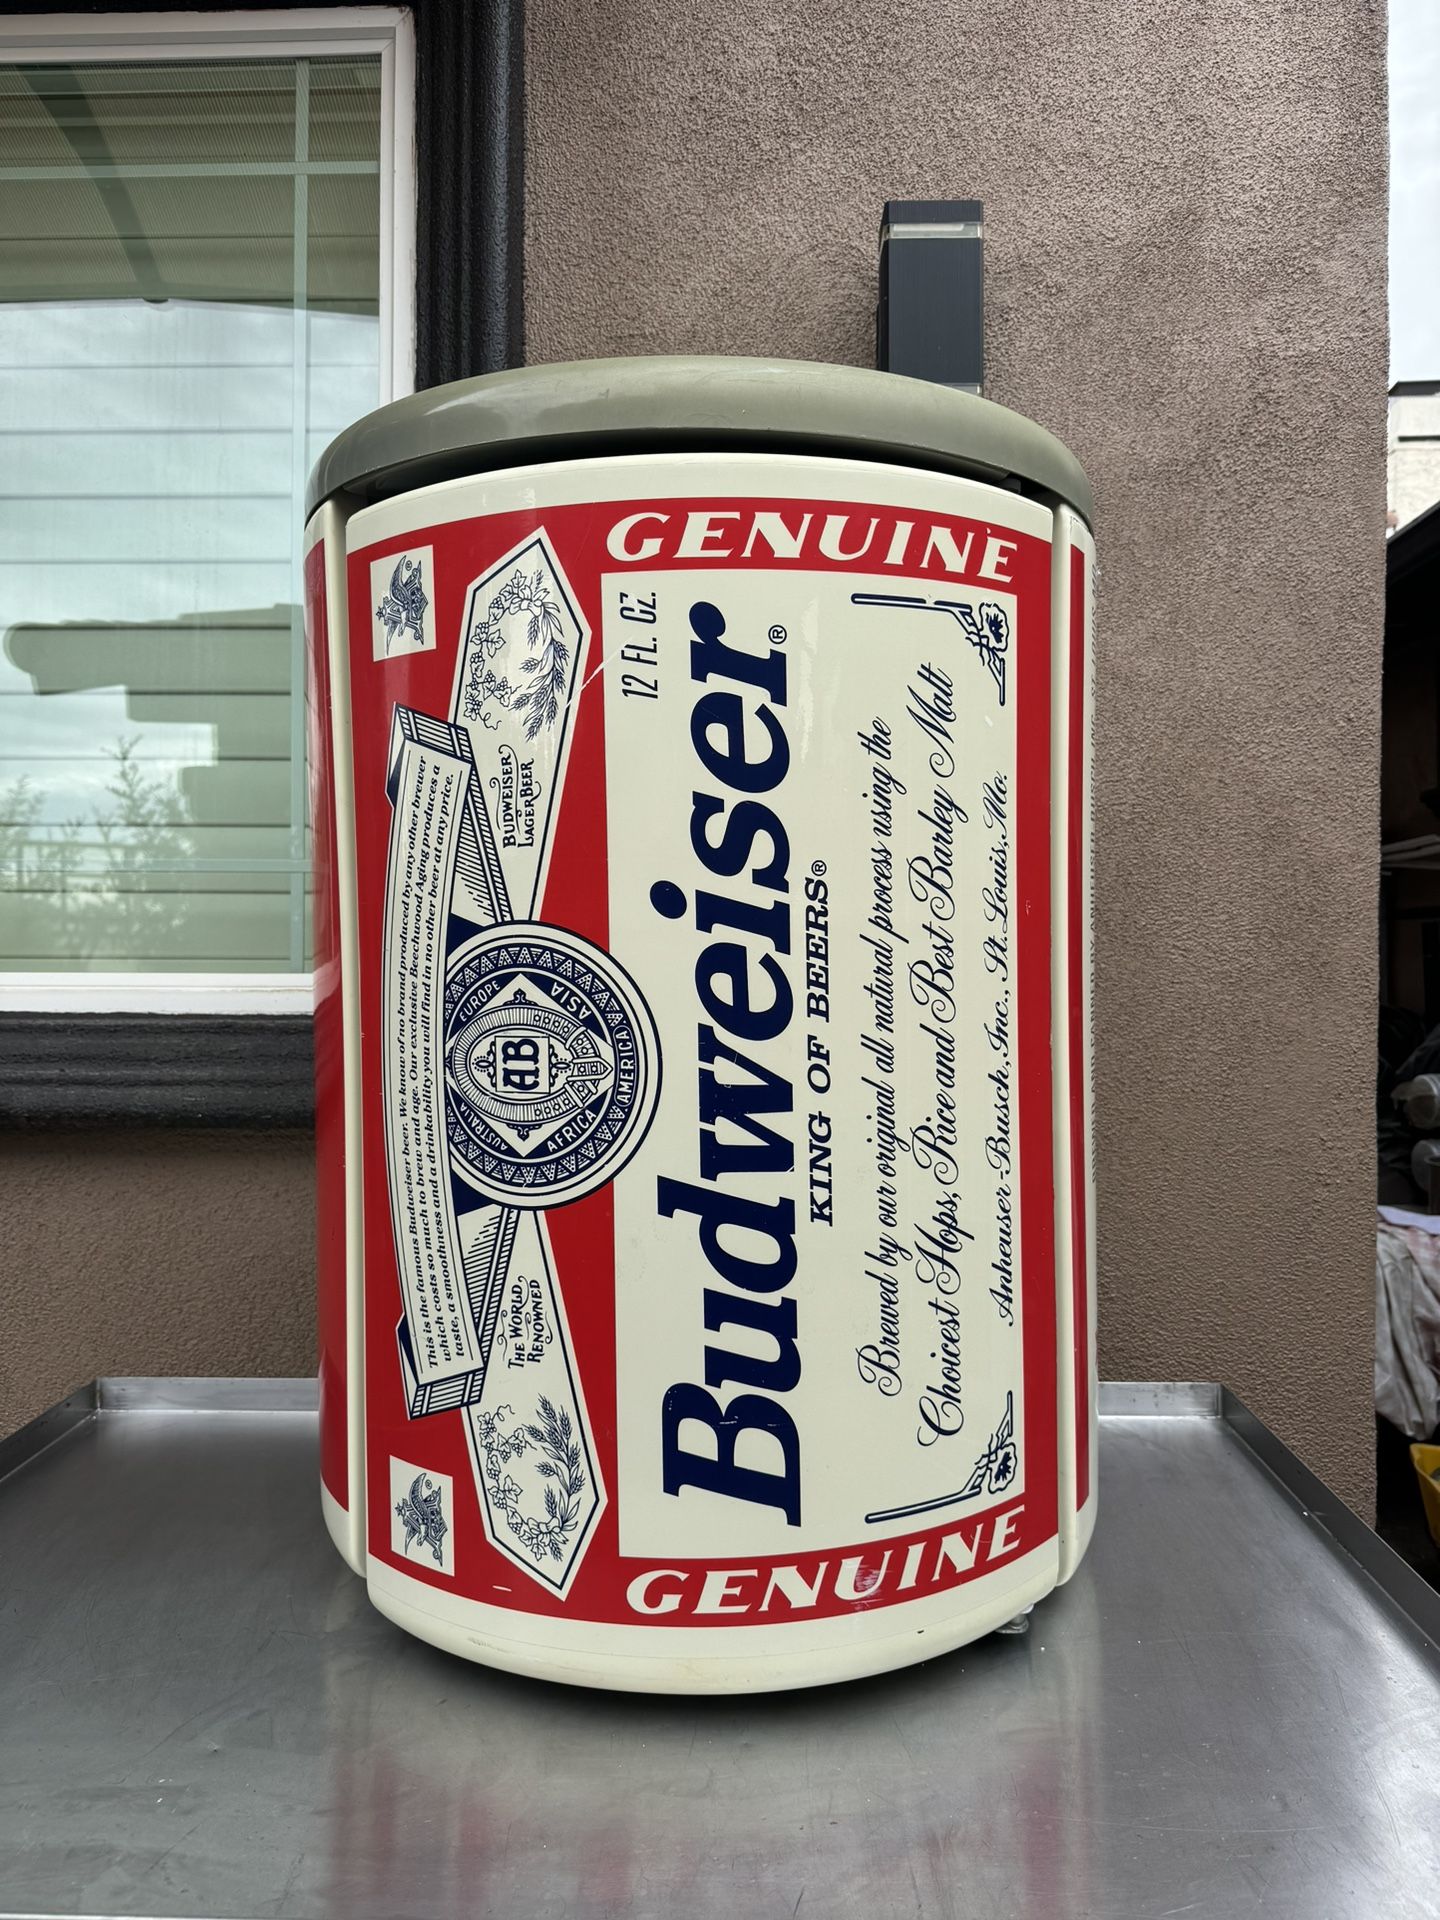 GENUINE
This is the famous Budweiser beer. We know of no brand produced by any other brewer
which costs so much to brew and age. Our exclusive Beechwood Aging produces a
taste, a smoothness and a drinkability you will find in no other beer at any price.
THE WORLD
RENOWNED
BUDWEISER
LAGER BEER
EUROPE
ASIA
AUSTRALIA
AFRICA
AMERICA
AB
12 FL. OZ.
Budweiser®
KING OF BEERS®
Brewed by our original all natural process using the
Choicest Hops, Rice and Best Barley Malt
Anheuser-Busch, Inc., St. Louis, Mo.
GENUINE